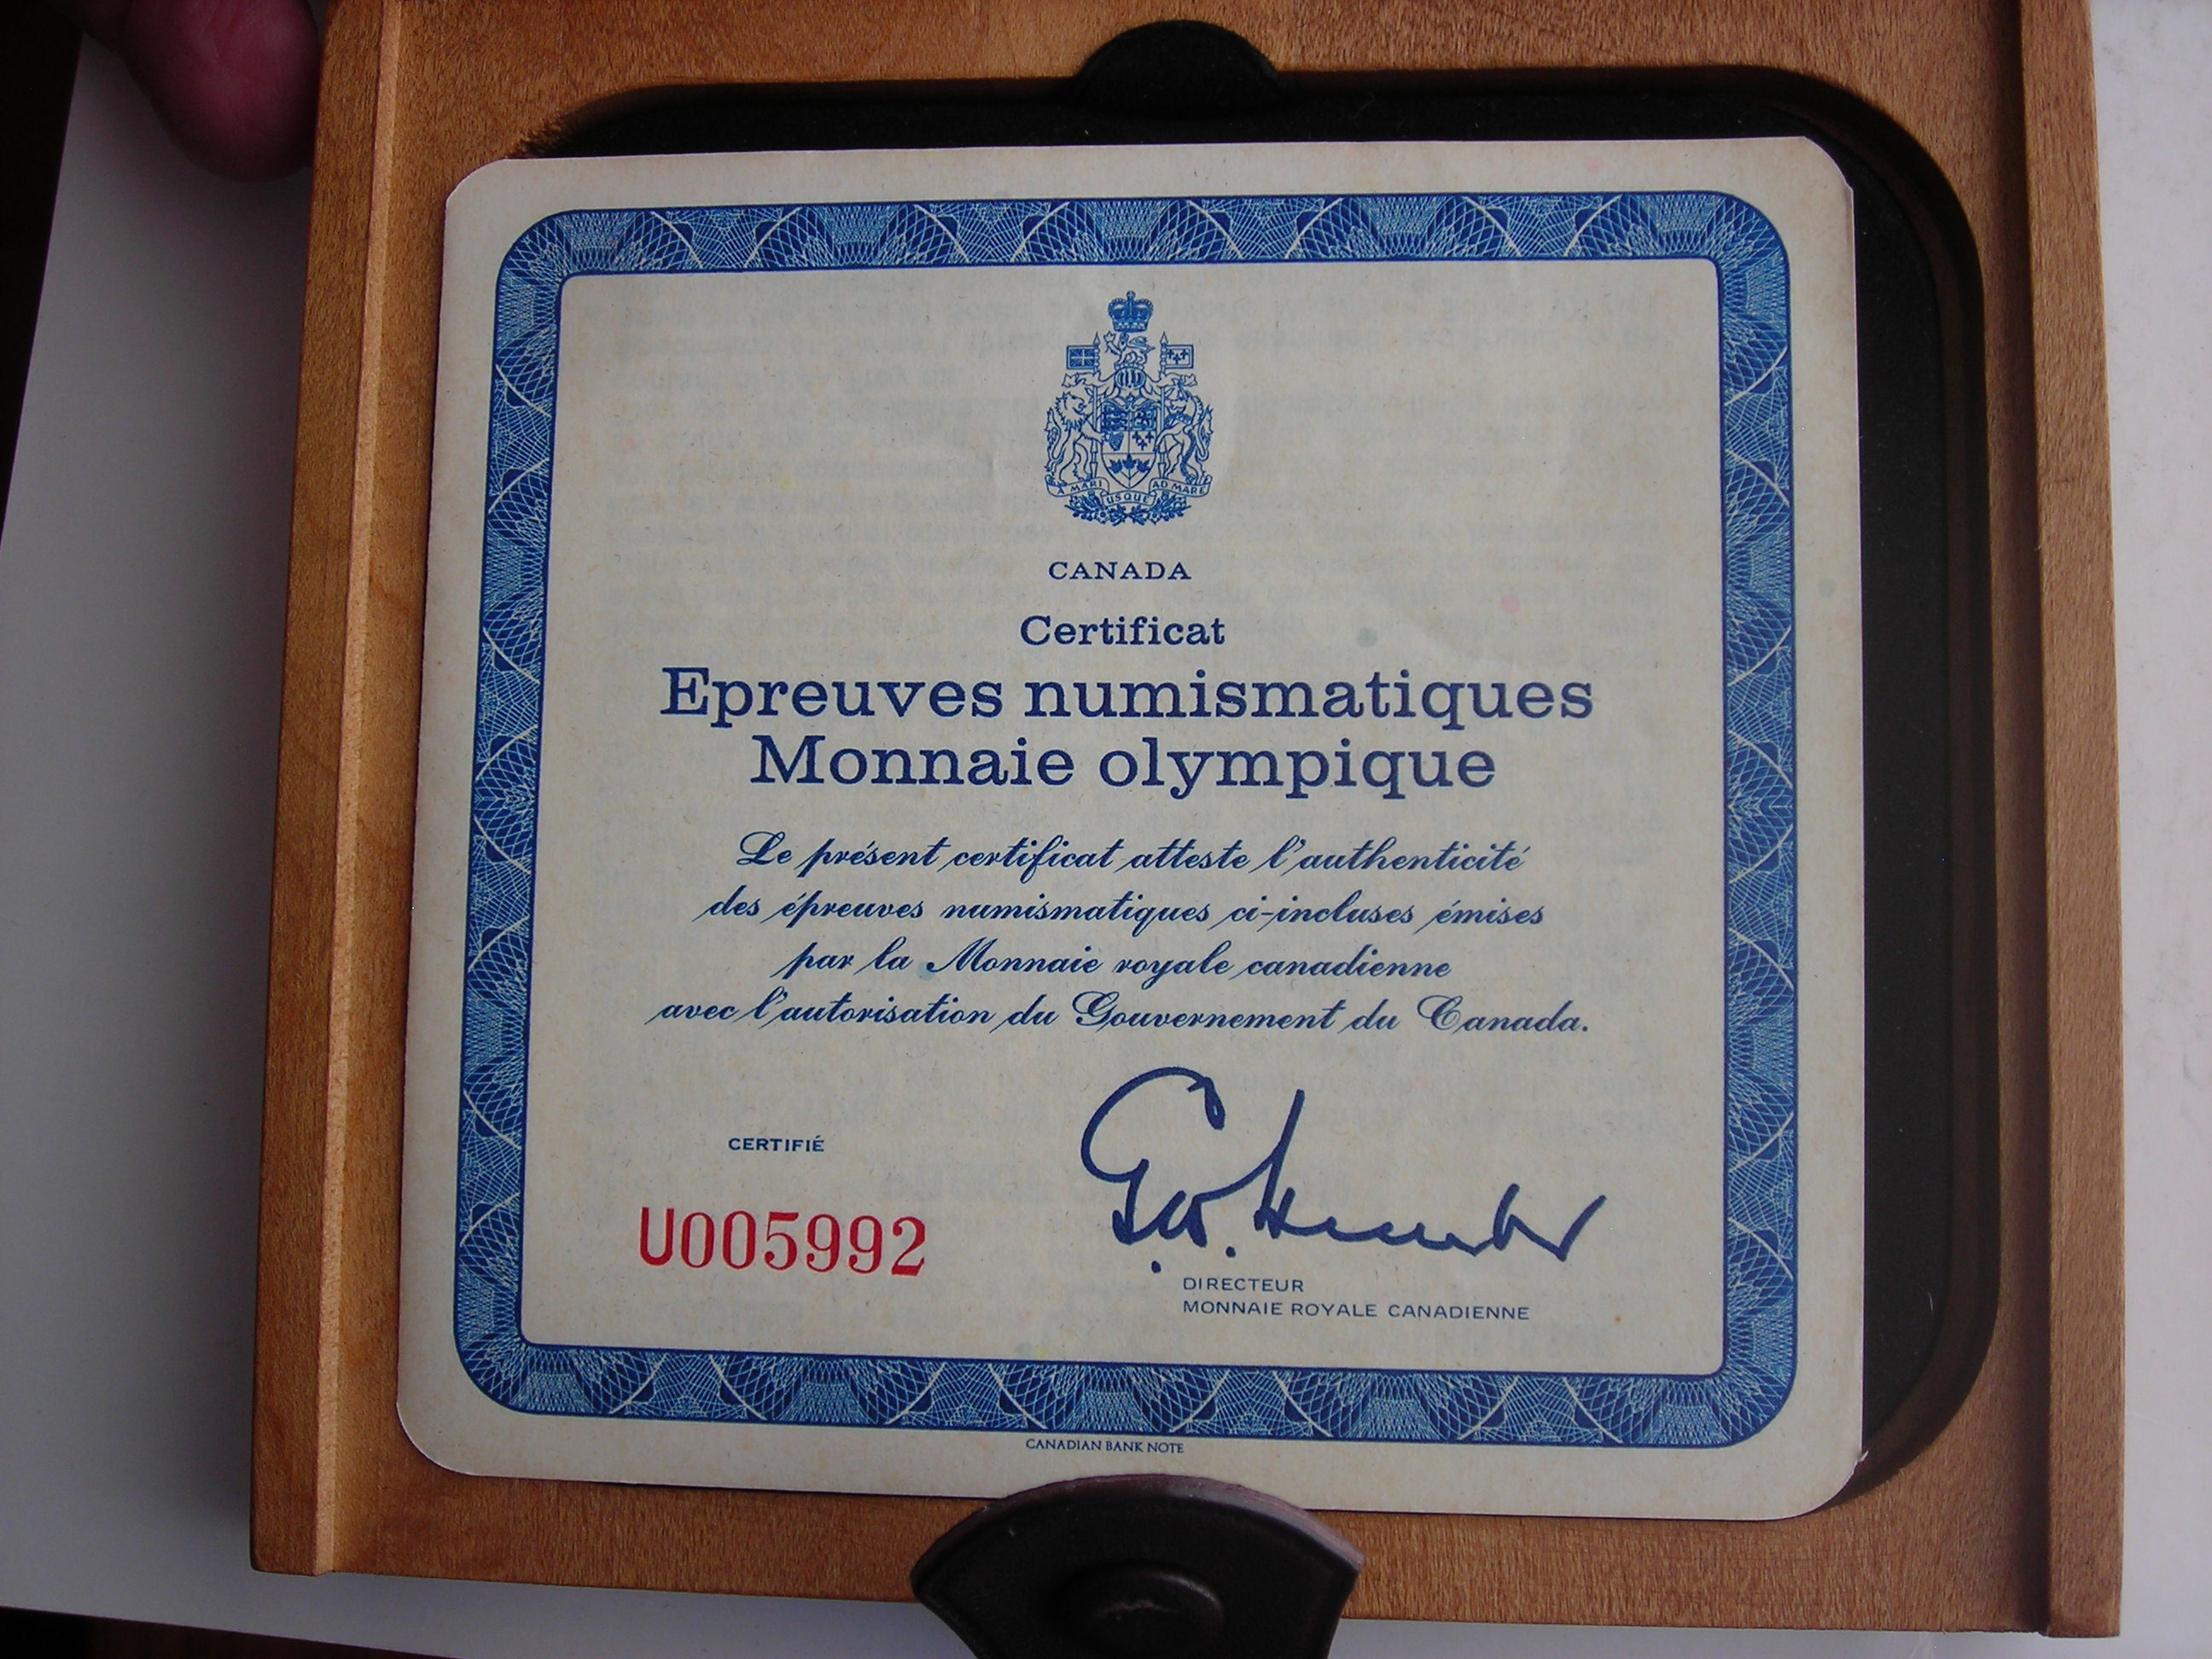 A MARI USQUE AD MARE
CANADA
Certificat
Epreuves numismatiques
Monnaie olympique
Le présent certificat atteste l'authenticité
des épreuves numismatiques ci-incluses émises
par la Monnaie royale canadienne
avec l'autorisation du Gouvernement du Canada.
CERTIFIÉ
U005992
DIRECTEUR
MONNAIE ROYALE CANADIENNE
CANADIAN BANK NOTE